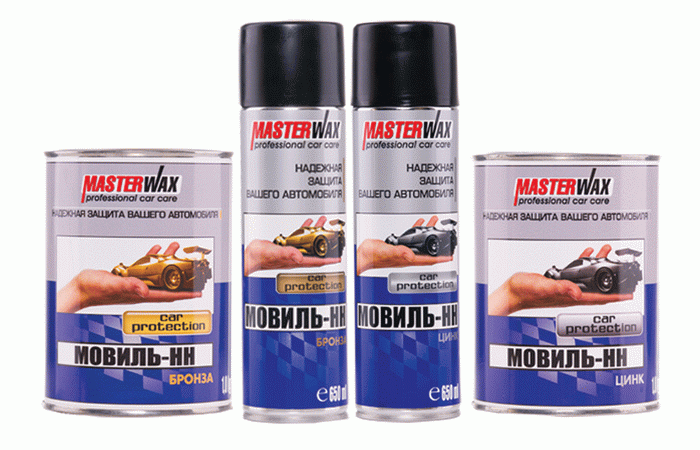 MASTERWAX
professional car care
НАДЕЖНАЯ ЗАЩИТА ВАШЕГО АВТОМОБИЛЯ
car
protection
МОВИЛЬ-НН
БРОНЗА
MASTERWAX
professional car care
НАДЕЖНАЯ
ЗАЩИТА
ВАШЕГО АВТОМОБИЛЯ
car
protection
МОВИЛЬ-НН
БРОНЗА
℮650 ml
MASTERWAX
professional car care
НАДЕЖНАЯ
ЗАЩИТА
ВАШЕГО АВТОМОБИЛЯ
car
protection
МОВИЛЬ-НН
ЦИНК
℮650 ml
MASTERWAX
professional car care
НАДЕЖНАЯ ЗАЩИТА ВАШЕГО АВТОМОБИЛЯ
car
protection
МОВИЛЬ-НН
ЦИНК